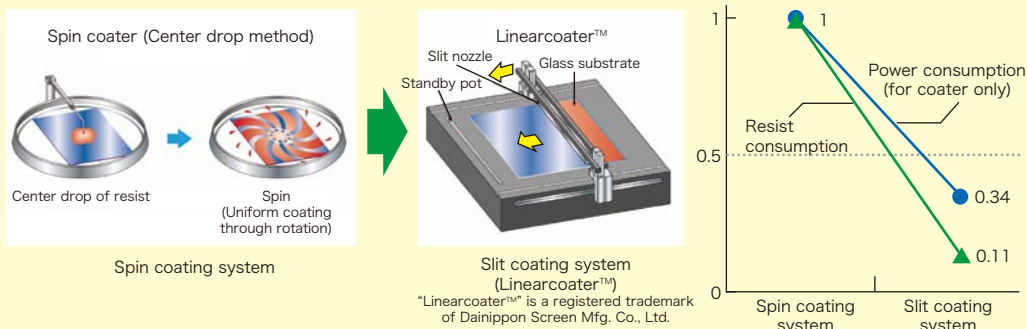 Spin coater (Center drop method)
Center drop of resist
Spin
(Uniform coating
through rotation)
Spin coating system
Linearcoater™
Slit nozzle
Glass substrate
Standby pot
Slit coating system
(Linearcoater™)
“Linearcoater™” is a registered trademark
of Dainippon Screen Mfg. Co., Ltd.
1
1
Power consumption
(for coater only)
Resist
consumption
0.5
0.34
0.11
0
Spin coating
system
Slit coating
system